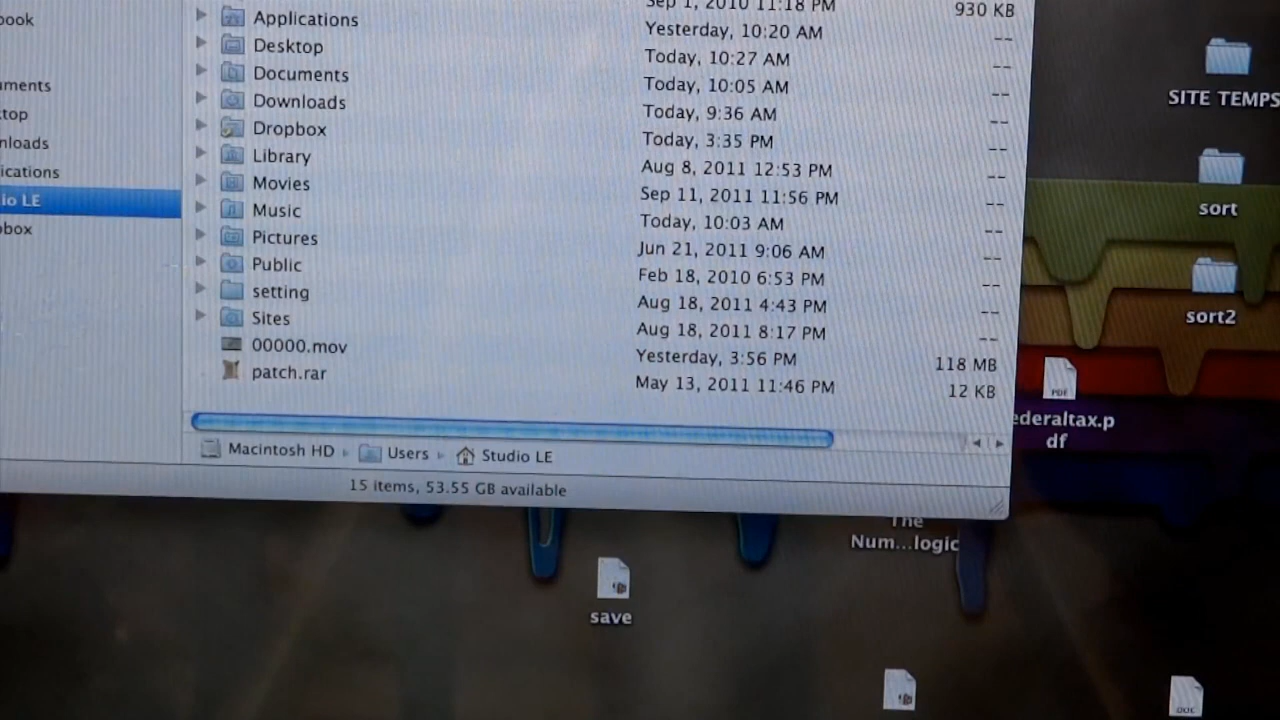 Sep 1, 2010 11:18 PM 930 KB
Applications Yesterday, 10:20 AM --
Desktop Today, 10:27 AM --
Documents Today, 10:05 AM --
Downloads Today, 9:36 AM --
Dropbox Today, 3:35 PM --
Library Aug 8, 2011 12:53 PM --
Movies Sep 11, 2011 11:56 PM --
Music Today, 10:03 AM --
Pictures Jun 21, 2011 9:06 AM --
Public Feb 18, 2010 6:53 PM --
setting Aug 18, 2011 4:43 PM --
Sites Aug 18, 2011 8:17 PM --
00000.mov Yesterday, 3:56 PM 118 MB
patch.rar May 13, 2011 11:46 PM 12 KB
Macintosh HD Users Studio LE
15 items, 53.55 GB available
book
uments
top
nloads
ications
io LE
box
SITE TEMPS
sort
sort2
PDF
ederaltax.p
df
The
Num...logic
save
DOC